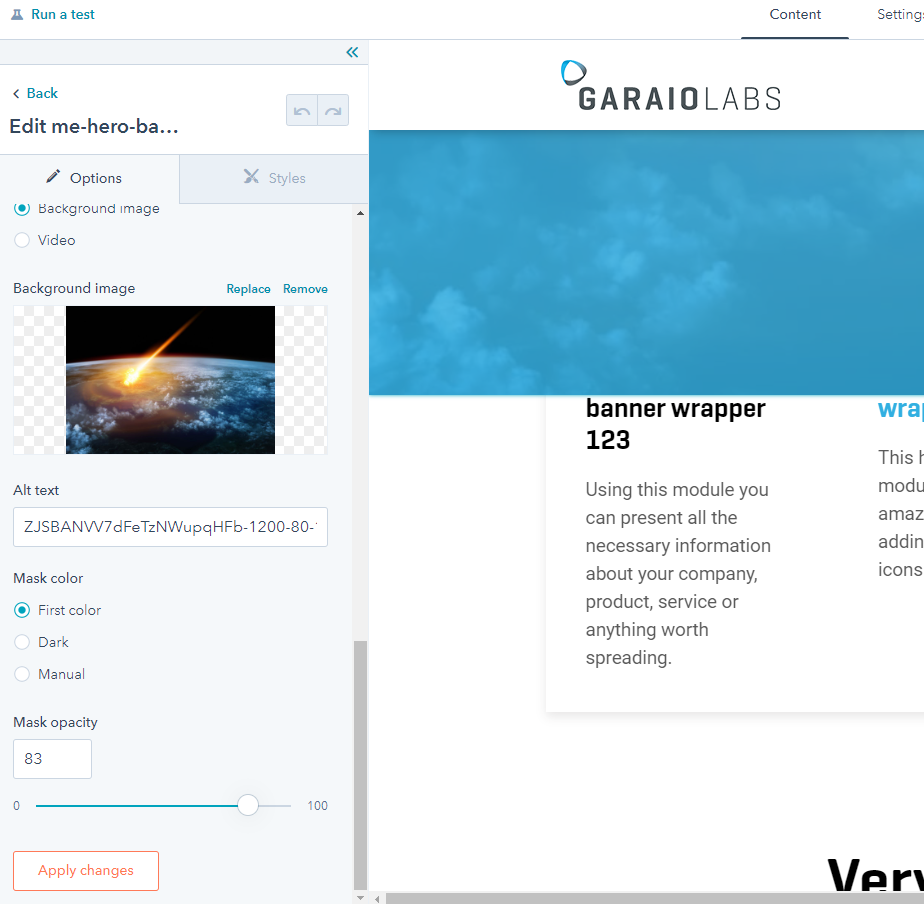 Run a test
Content
Settings
Back
Edit me-hero-ba...
GARAIOLABS
Options
Styles
Background image
Video
Background image
Replace
Remove
Alt text
ZJSBANVV7dFeTzNWupqHFb-1200-80-
Mask color
First color
Dark
Manual
Mask opacity
83
0
100
Apply changes
banner wrapper
123
Using this module you
can present all the
necessary information
about your company,
product, service or
anything worth
spreading.
wrap
This h
modu
amaz
addin
icons
Very